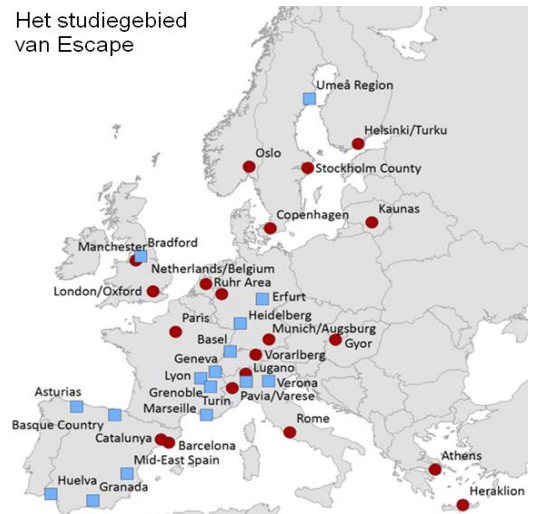 Het studiegebied
van Escape
Umeå Region
Helsinki/Turku
Oslo
Stockholm County
Copenhagen
Kaunas
Manchester
Bradford
Netherlands/Belgium
Ruhr Area
London/Oxford
Erfurt
Heidelberg
Paris
Munich/Augsburg
Basel
Gyor
Vorarlberg
Geneva
Lugano
Lyon
Verona
Grenoble
Turin
Pavia/Varese
Asturias
Marseille
Basque Country
Rome
Catalunya
Barcelona
Mid-East Spain
Athens
Huelva
Granada
Heraklion